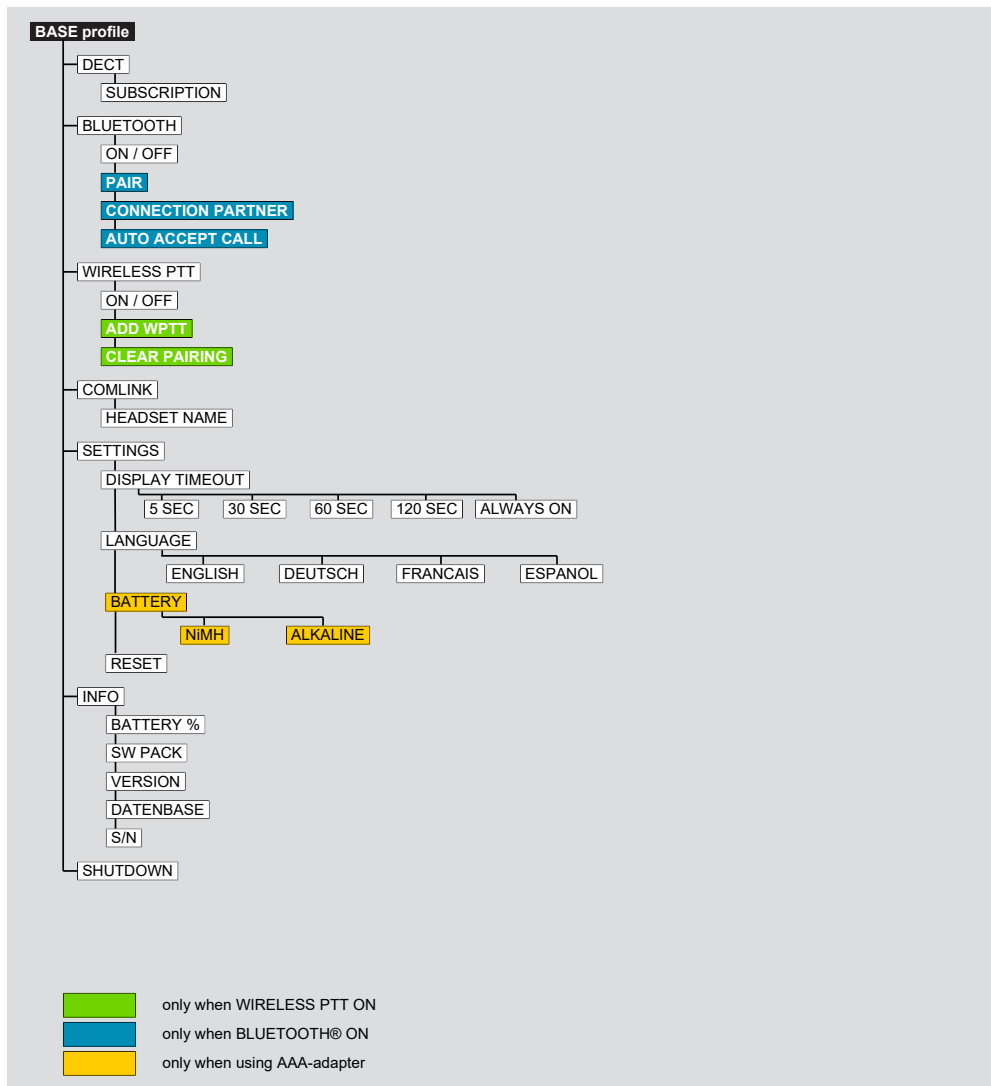 BASE profile
DECT
SUBSCRIPTION
BLUETOOTH
ON / OFF
PAIR
CONNECTION PARTNER
AUTO ACCEPT CALL
WIRELESS PTT
ON / OFF
ADD WPTT
CLEAR PAIRING
COMLINK
HEADSET NAME
SETTINGS
DISPLAY TIMEOUT
5 SEC 30 SEC 60 SEC 120 SEC ALWAYS ON
LANGUAGE
ENGLISH DEUTSCH FRANCAIS ESPANOL
BATTERY
NiMH ALKALINE
RESET
INFO
BATTERY %
SW PACK
VERSION
DATENBASE
S/N
SHUTDOWN
only when WIRELESS PTT ON
only when BLUETOOTH® ON
only when using AAA-adapter